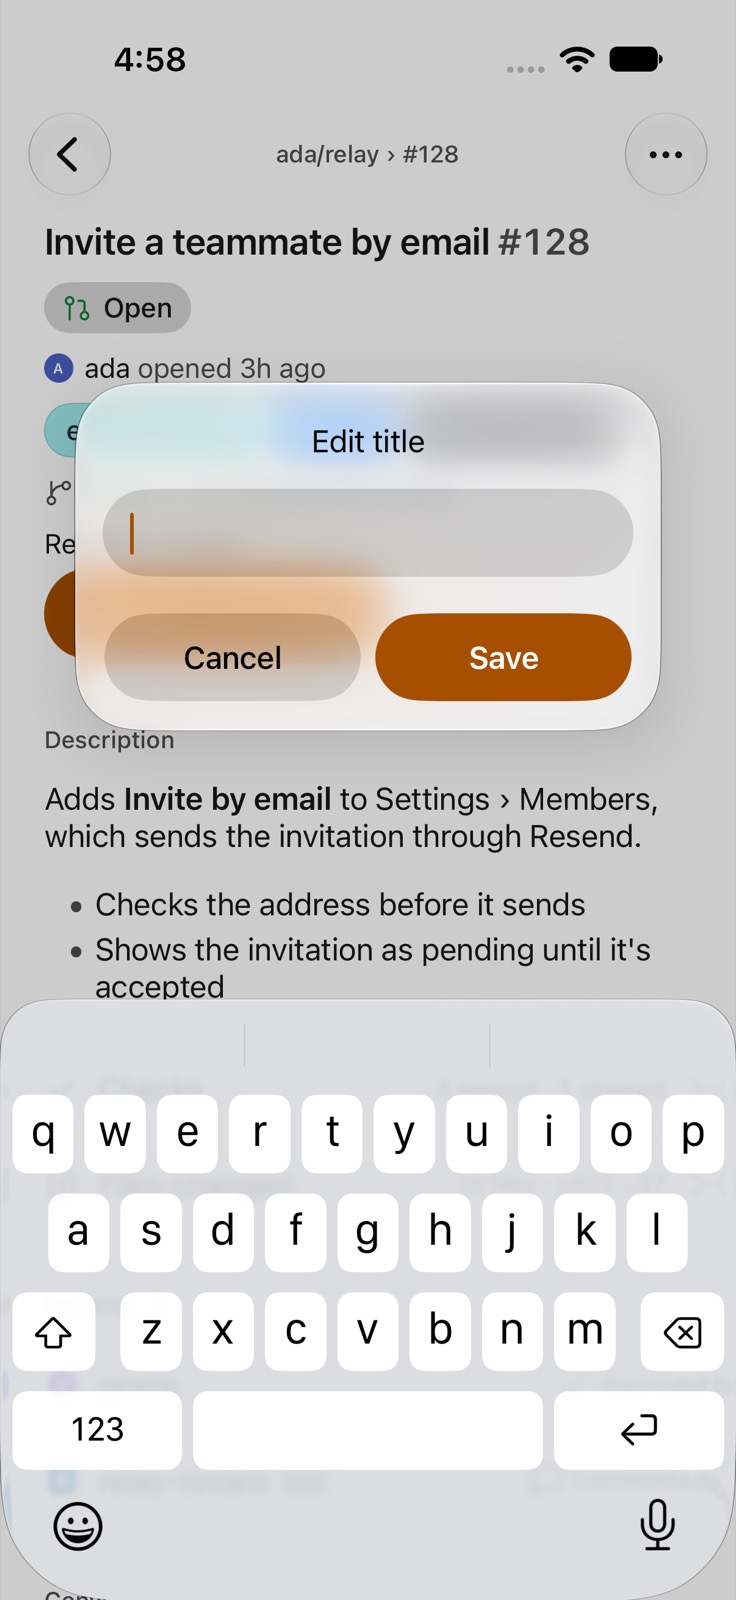 4:58
ada/relay › #128
Invite a teammate by email #128
Open
A ada opened 3h ago
Edit title
Cancel
Save
Description
Adds Invite by email to Settings › Members,
which sends the invitation through Resend.
Checks the address before it sends
Shows the invitation as pending until it's
accepted
q w e r t y u i o p
a s d f g h j k l
z x c v b n m
123